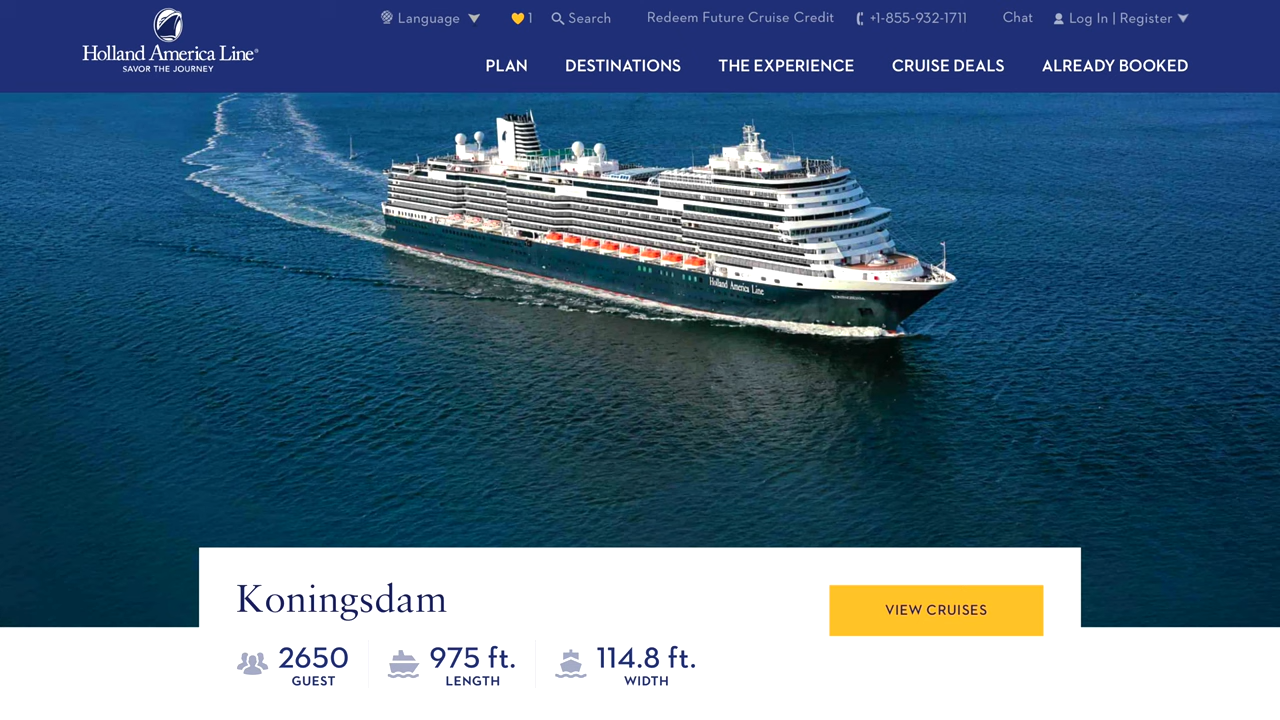 Language
1
Search
Redeem Future Cruise Credit
+1-855-932-1711
Chat
Log In | Register
Holland America Line®
SAVOR THE JOURNEY
PLAN
DESTINATIONS
THE EXPERIENCE
CRUISE DEALS
ALREADY BOOKED
Holland America Line
Koningsdam
VIEW CRUISES
2650
GUEST
975 ft.
LENGTH
114.8 ft.
WIDTH